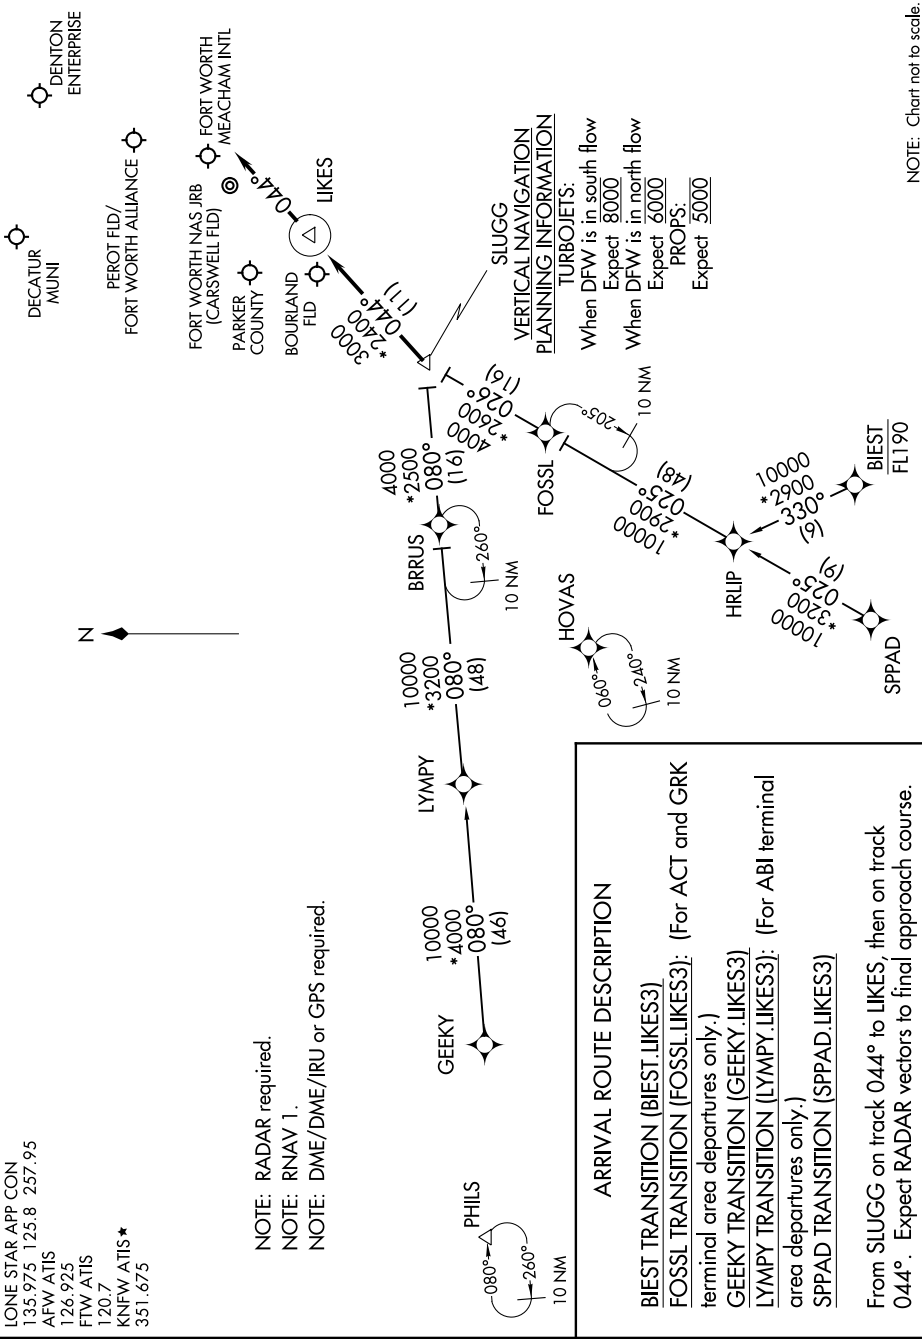 LONE STAR APP CON
135.975 125.8 257.95
AFW ATIS
126.925
FTW ATIS
120.7
KNFW ATIS★
351.675
NOTE: RADAR required.
NOTE: RNAV 1.
NOTE: DME/DME/IRU or GPS required.
N
DECATUR
MUNI
DENTON
ENTERPRISE
PEROT FLD/
FORT WORTH ALLIANCE
FORT WORTH
MEACHAM INTL
FORT WORTH NAS JRB
(CARSWELL FLD)
PARKER
COUNTY
BOURLAND
FLD
044°
LIKES
3000
*2400
044°
(11)
SLUGG
VERTICAL NAVIGATION
PLANNING INFORMATION
TURBOJETS:
When DFW is in south flow
Expect 8000
When DFW is in north flow
Expect 6000
PROPS:
Expect 5000
4000
*2500
080°
(16)
BRRUS
260°
10 NM
10000
*3200
080°
(48)
LYMPY
10000
*4000
080°
(46)
GEEKY
PHILS
080°
260°
10 NM
4000
*2600
026°
(16)
FOSSL
205°
10 NM
10000
*2900
025°
(48)
HOVAS
060°
240°
10 NM
HRLIP
10000
*2900
330°
(9)
BIEST
FL190
10000
*3200
025°
(9)
SPPAD
ARRIVAL ROUTE DESCRIPTION
BIEST TRANSITION (BIEST.LIKES3)
FOSSL TRANSITION (FOSSL.LIKES3): (For ACT and GRK
terminal area departures only.)
GEEKY TRANSITION (GEEKY.LIKES3)
LYMPY TRANSITION (LYMPY.LIKES3): (For ABI terminal
area departures only.)
SPPAD TRANSITION (SPPAD.LIKES3)
From SLUGG on track 044° to LIKES, then on track
044°. Expect RADAR vectors to final approach course.
NOTE: Chart not to scale.